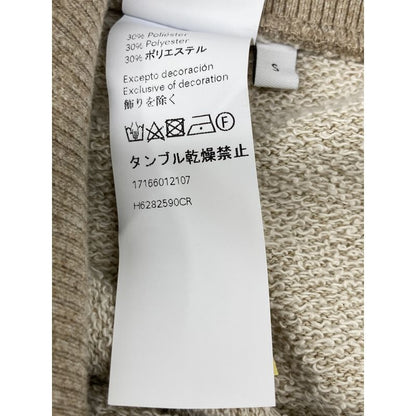 30% Poliéster
30% Polyester
30% ポリエステル
Excepto decoración
Exclusive of decoration
飾りを除く
タンブル乾燥禁止
17166012107
H6282590CR
S